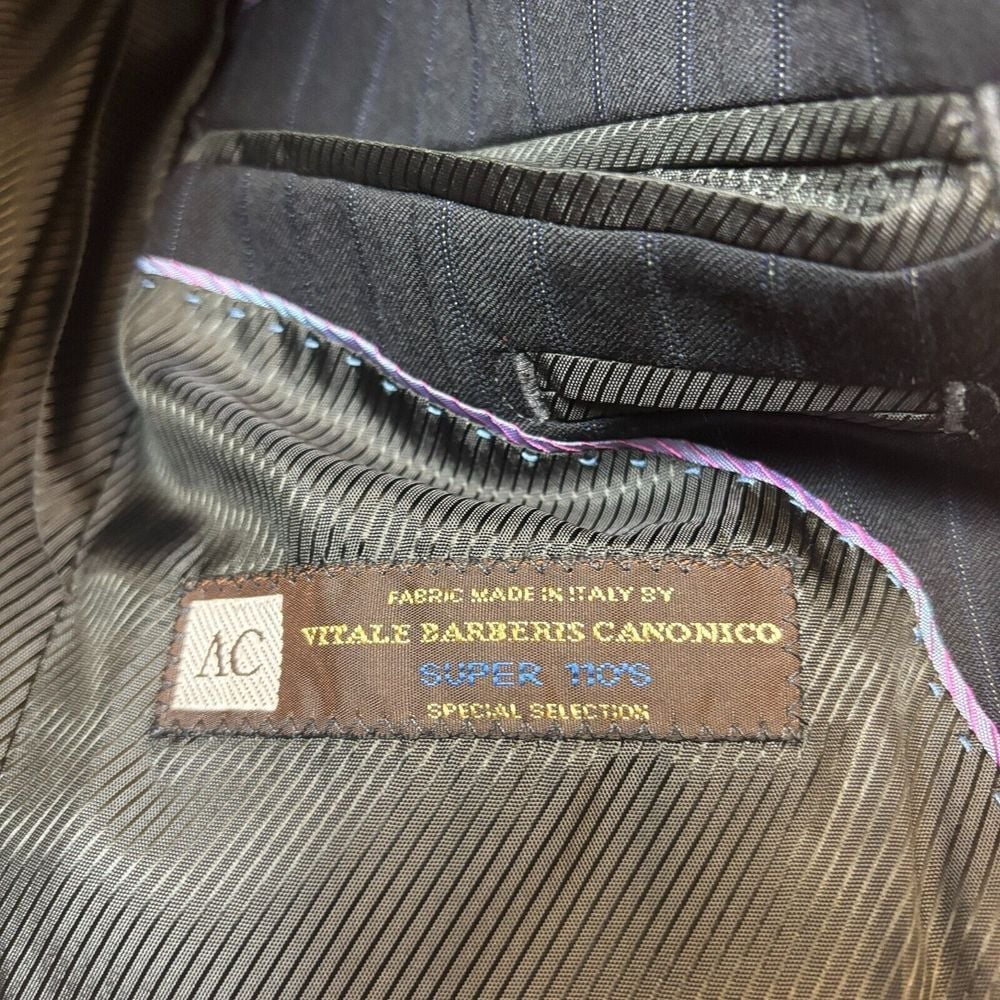 AC
FABRIC MADE IN ITALY BY
VITALE BARBERIS CANONICO
SUPER 110'S
SPECIAL SELECTION